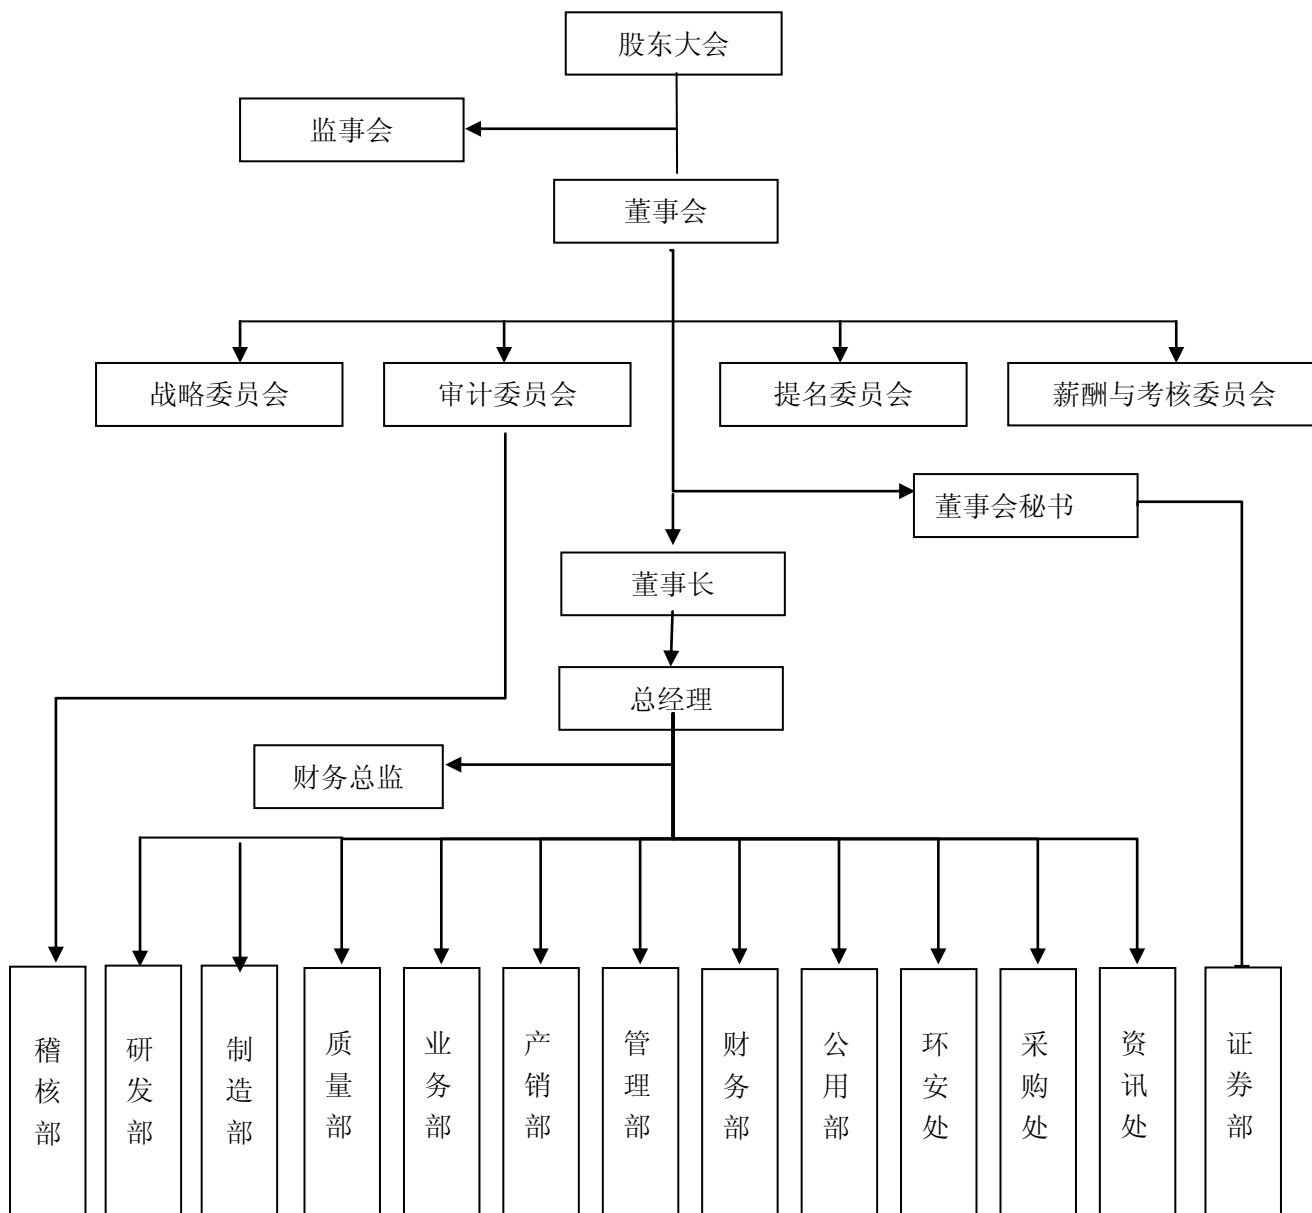 股东大会
监事会
董事会
战略委员会
审计委员会
提名委员会
薪酬与考核委员会
董事会秘书
董事长
总经理
财务总监
稽核部
研发部
制造部
质量部
业务部
产销部
管理部
财务部
公用部
环安处
采购处
资讯处
证券部